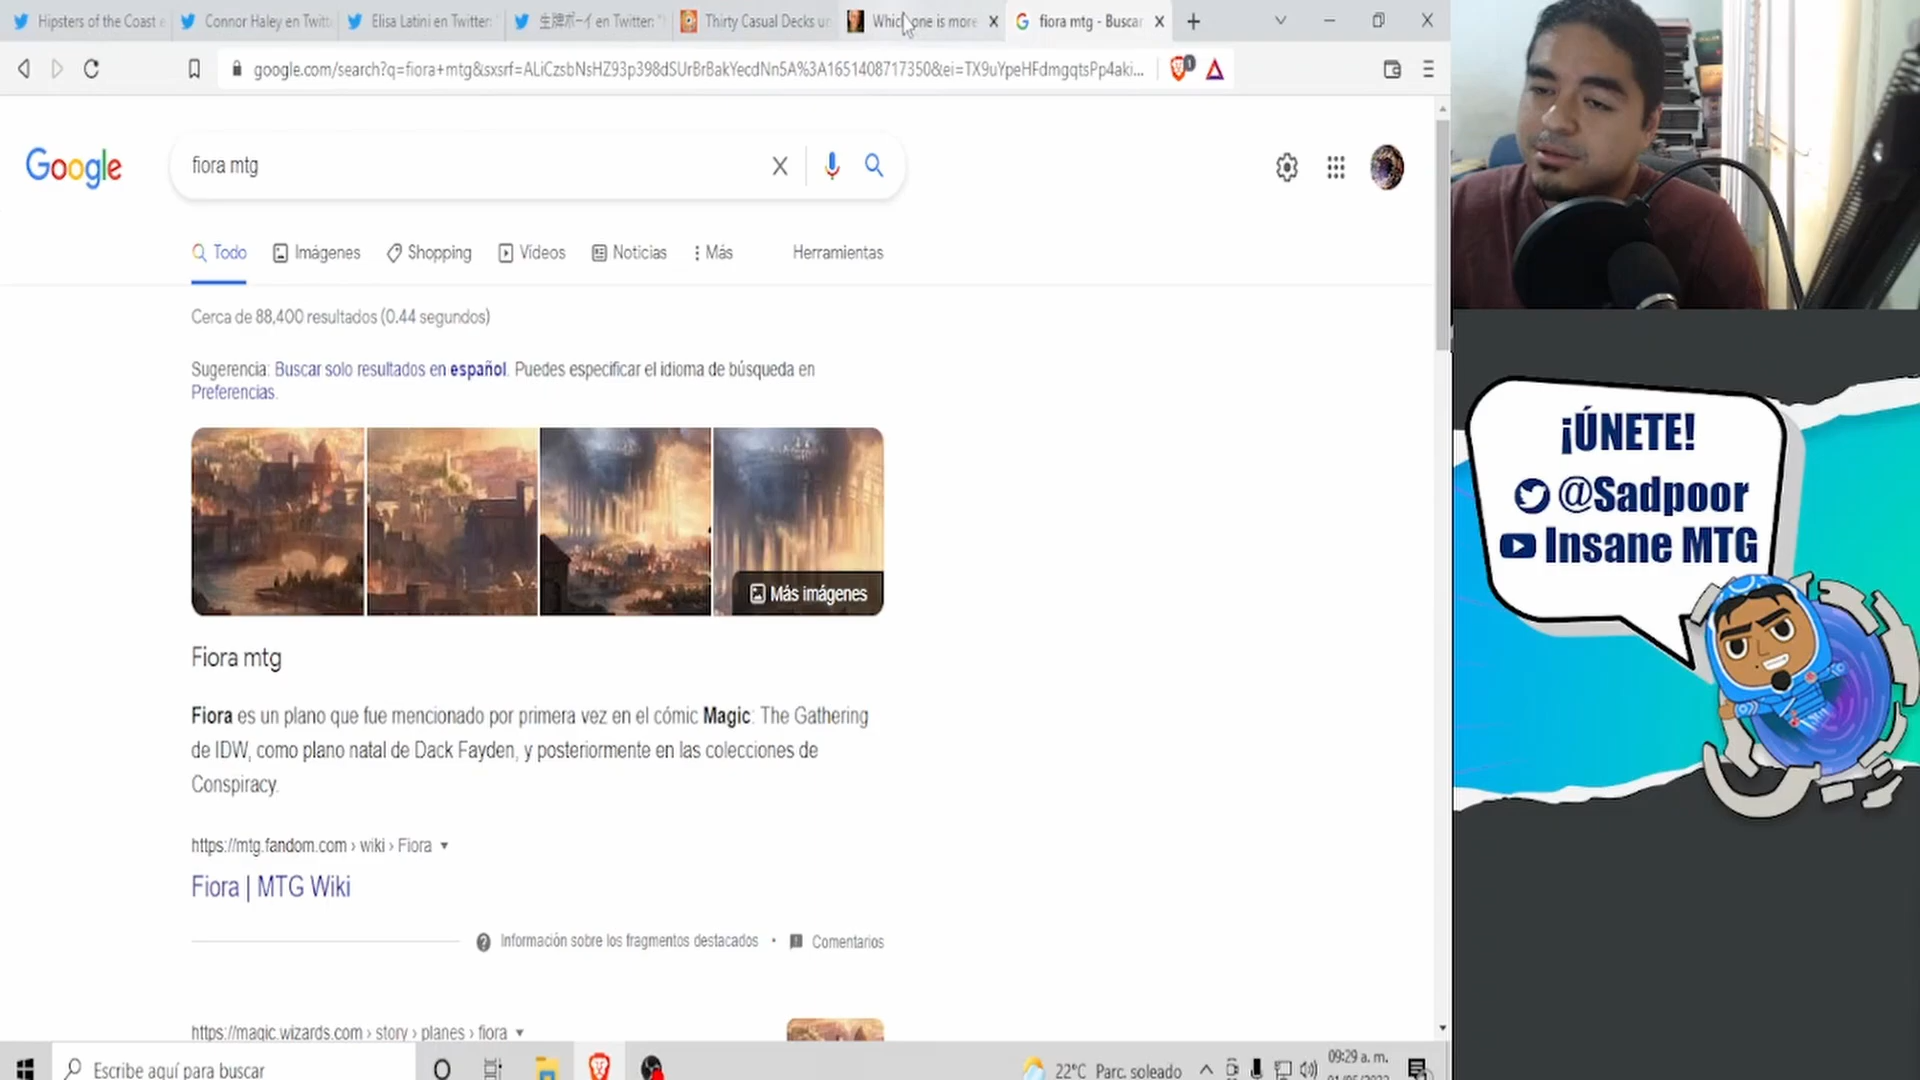 Hipsters of the Coast e
Connor Haley en Twitt
Elisa Latini en Twitter: "
生牌ボーイ en Twitter: "
Thirty Casual Decks un
Which one is more
fiora mtg - Buscar
google.com/search?q=fiora+mtg&sxsrf=ALiCzsbNsHZ93p398dSUrBrBakYecdNn5A%3A1651408717350&ei=TX9uYpeHFdmgqtsPp4aki...
Google
fiora mtg
Todo
Imágenes
Shopping
Videos
Noticias
Más
Herramientas
Cerca de 88,400 resultados (0.44 segundos)
Sugerencia: Buscar solo resultados en español. Puedes especificar el idioma de búsqueda en
Preferencias.
Más imágenes
Fiora mtg
Fiora es un plano que fue mencionado por primera vez en el cómic Magic: The Gathering
de IDW, como plano natal de Dack Fayden, y posteriormente en las colecciones de
Conspiracy.
https://mtg.fandom.com › wiki › Fiora
Fiora | MTG Wiki
Información sobre los fragmentos destacados • Comentarios
https://magic.wizards.com › story › planes › fiora
Escribe aquí para buscar
22°C Parc. soleado
09:29 a. m.
¡ÚNETE!
@Sadpoor
Insane MTG